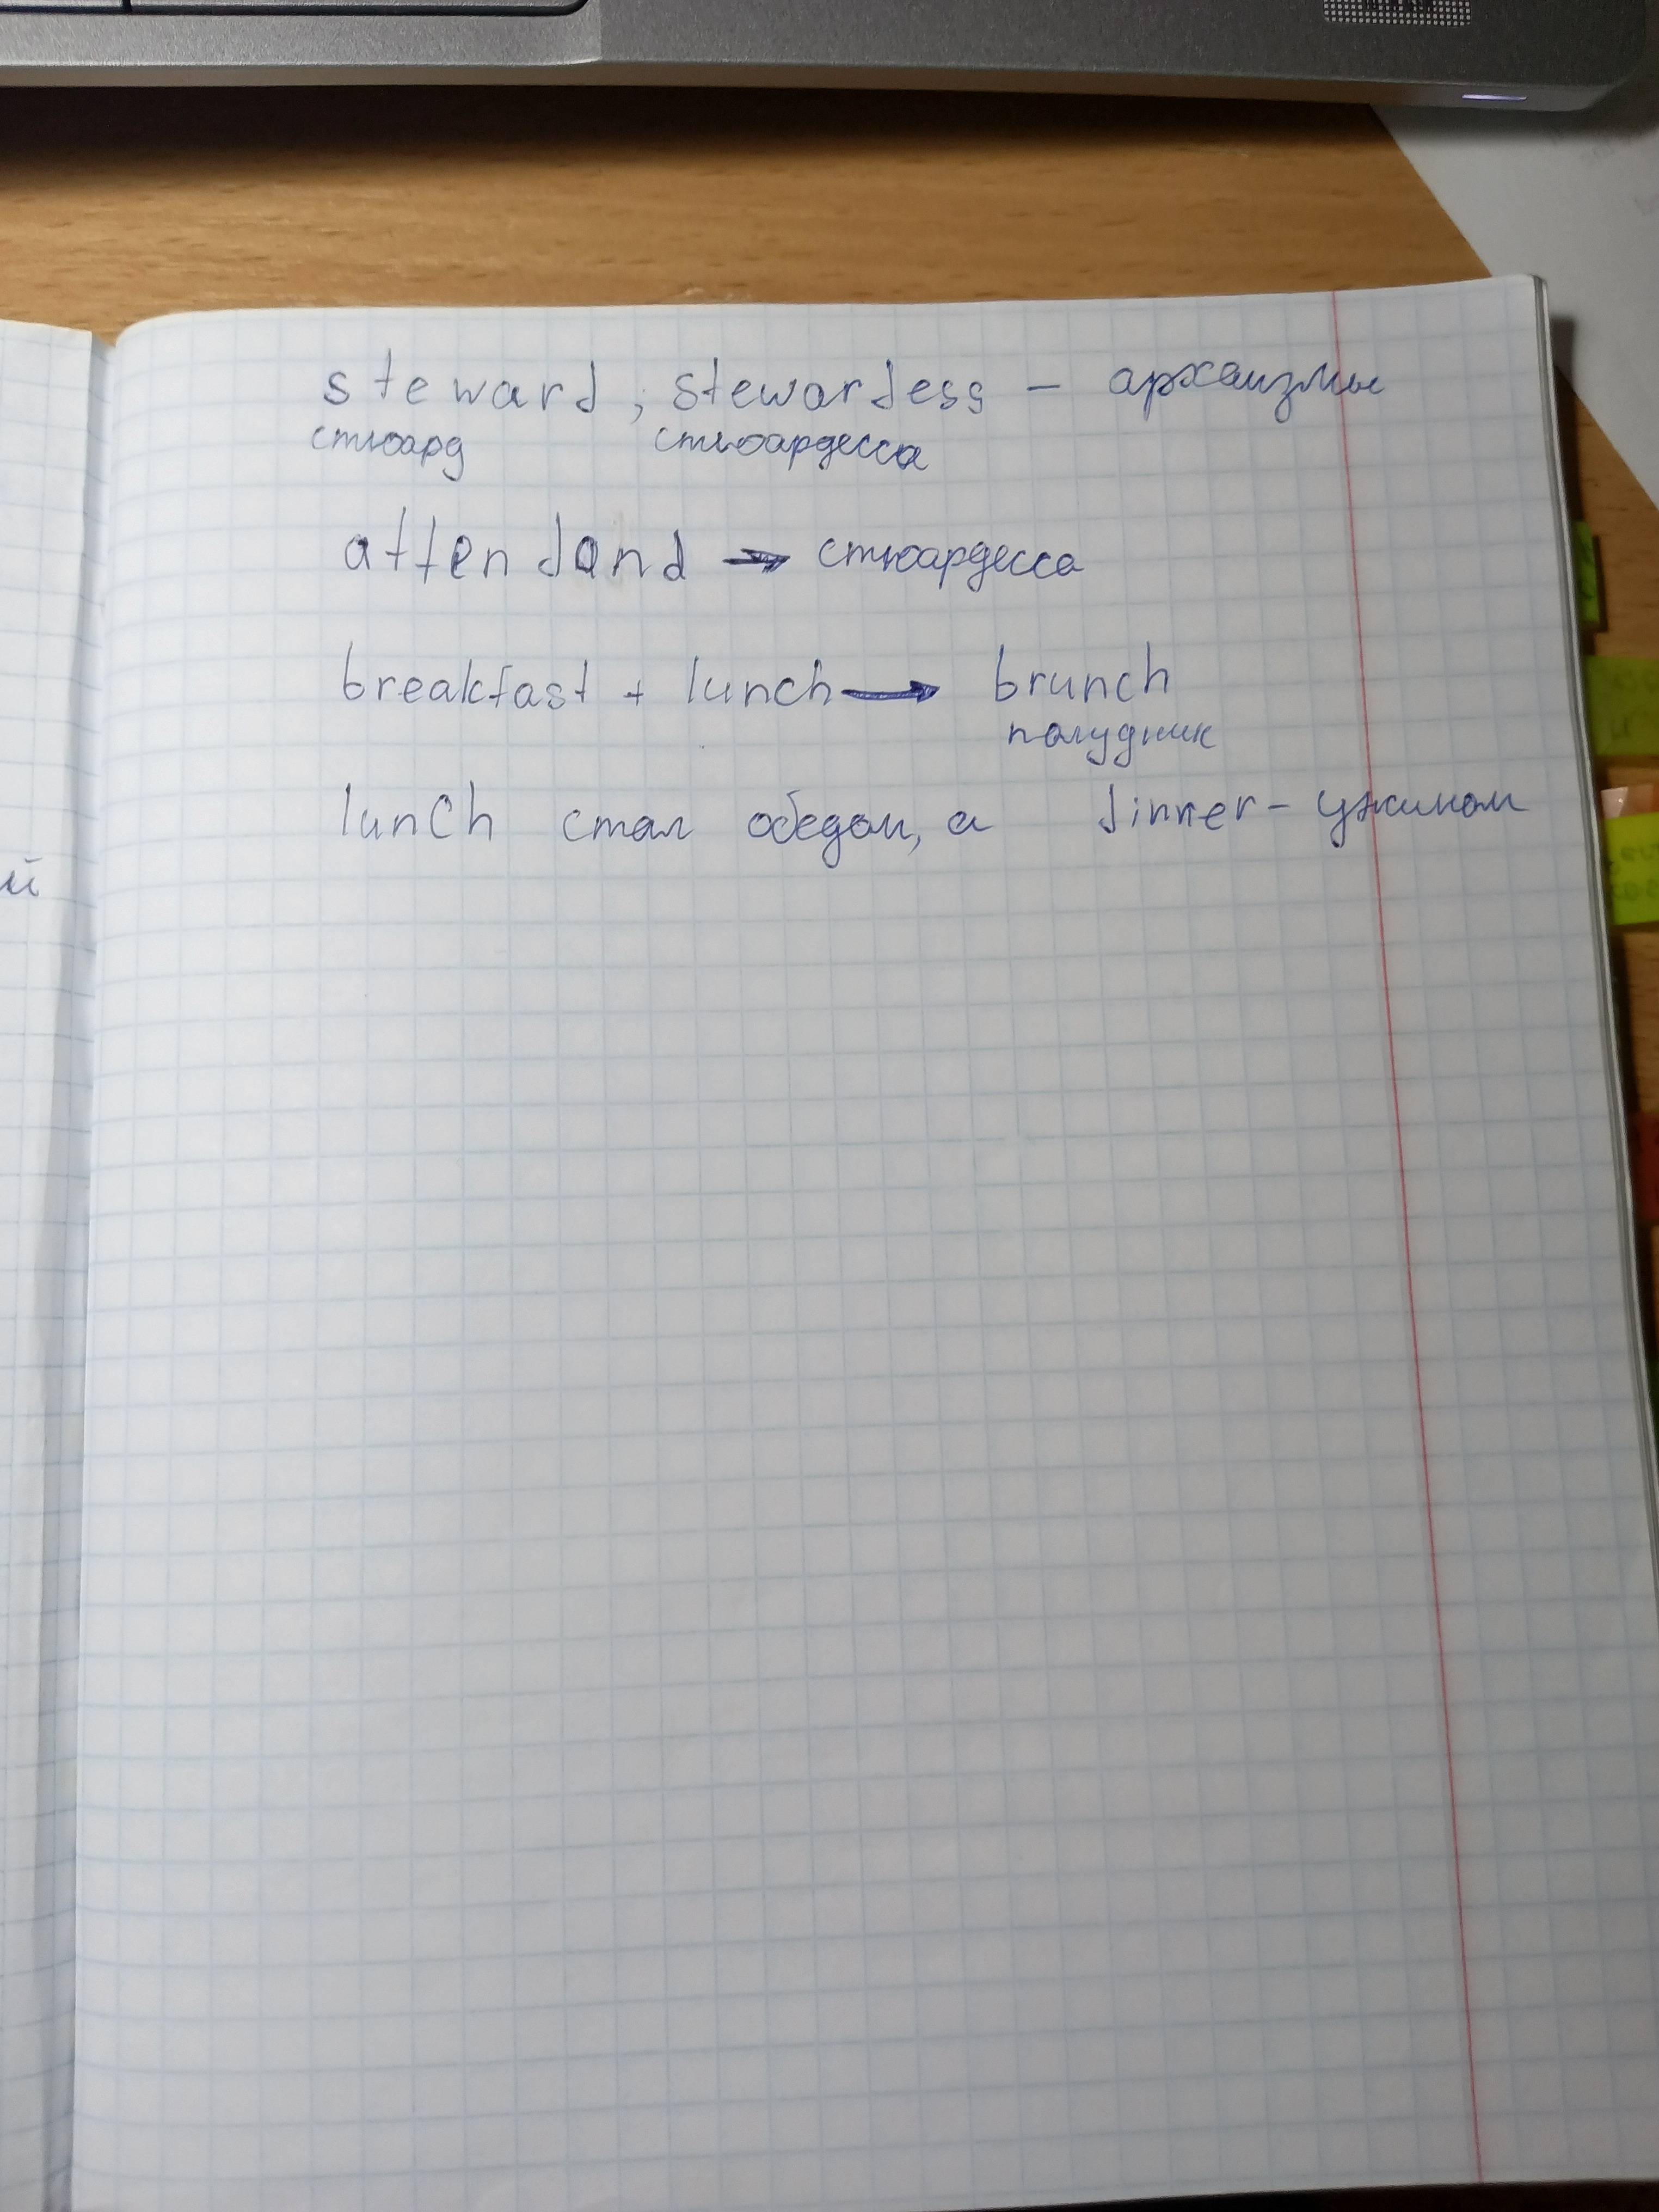 steward, stewardess – архаизмы
стюард стюардесса
attendand → стюардесса
breakfast + lunch → brunch
полудник
lunch стал обедом, а dinner – ужином
й